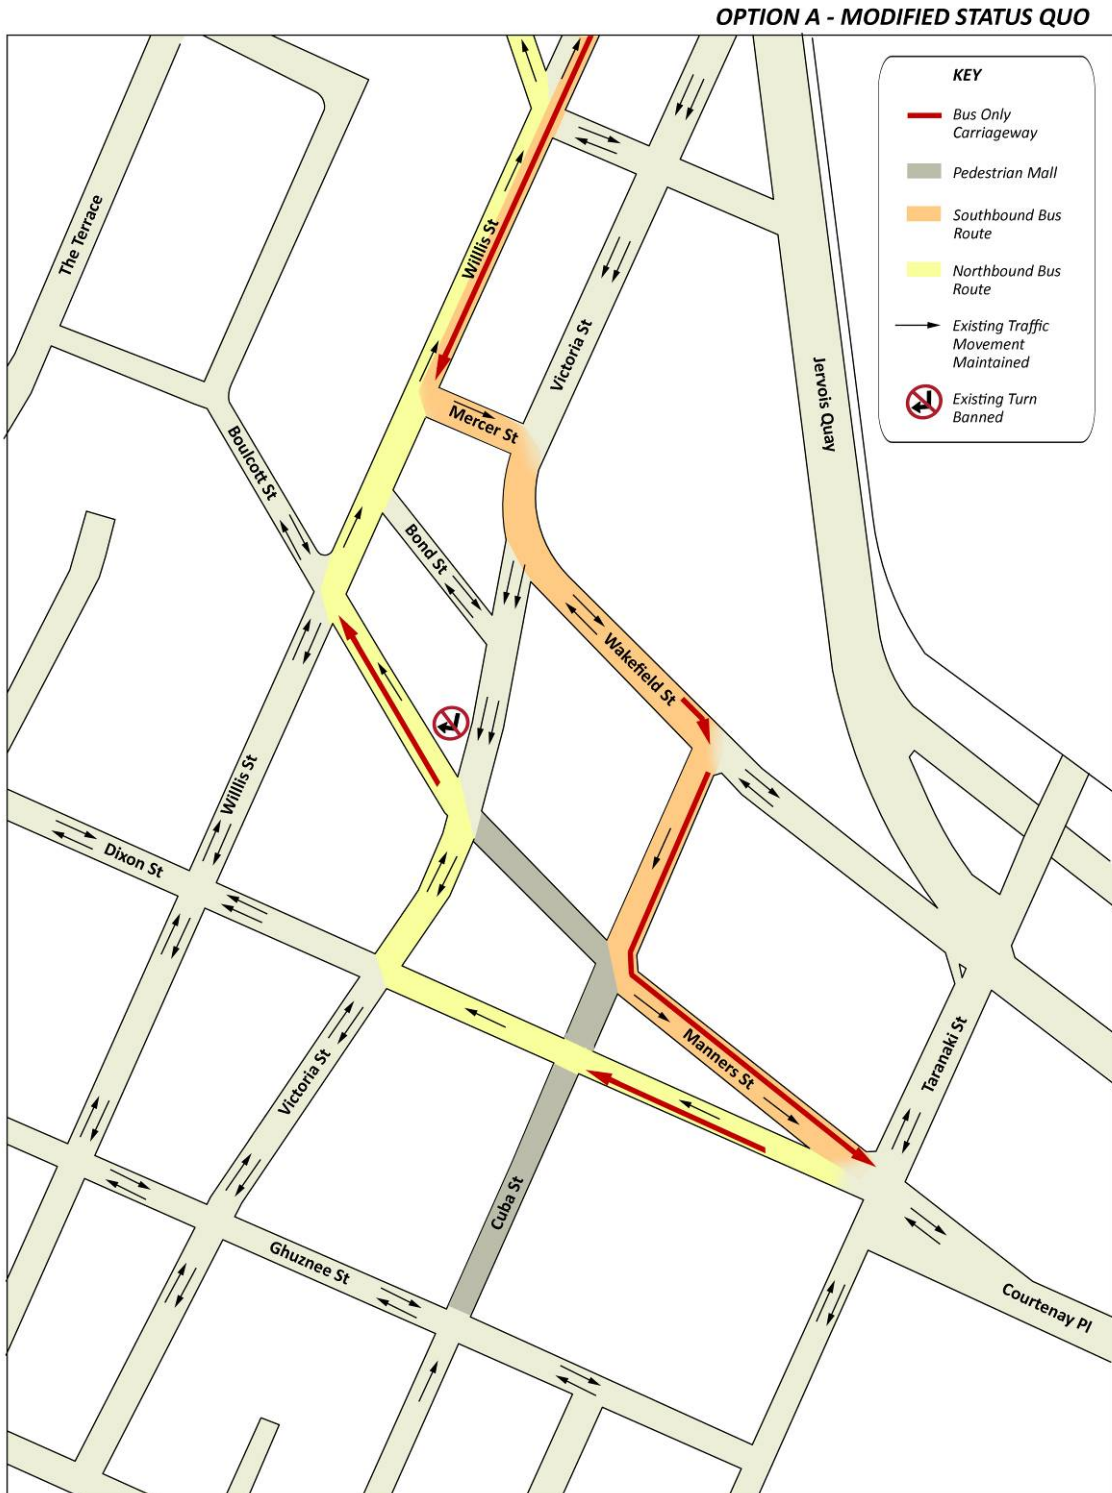 OPTION A - MODIFIED STATUS QUO
KEY
Bus Only
Carriageway
Pedestrian Mall
Southbound Bus
Route
Northbound Bus
Route
Existing Traffic
Movement
Maintained
Existing Turn
Banned
The Terrace
Willlis St
Victoria St
Jervois Quay
Mercer St
Boulcott St
Bond St
Wakefield St
Willlis St
Dixon St
Manners St
Taranaki St
Victoria St
Cuba St
Ghuznee St
Courtenay Pl